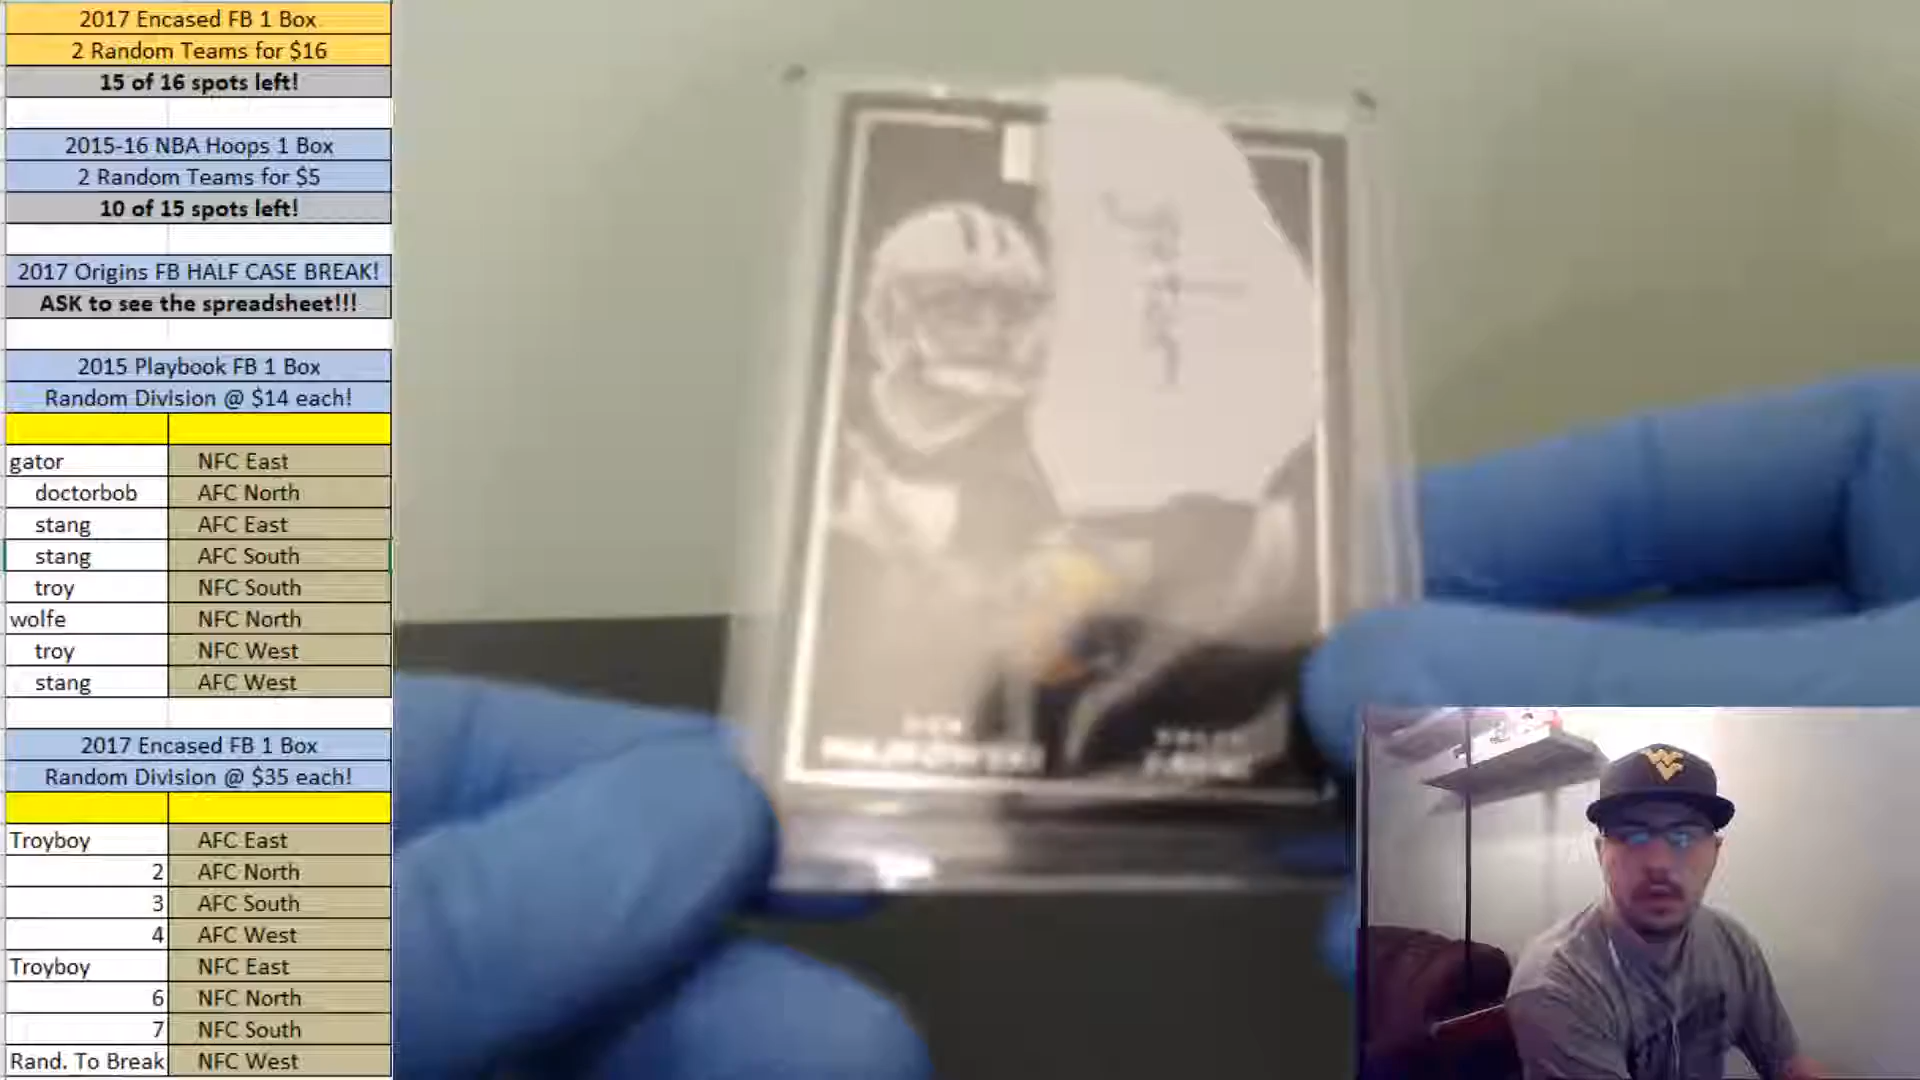 2017 Encased FB 1 Box
2 Random Teams for $16
15 of 16 spots left!
2015-16 NBA Hoops 1 Box
2 Random Teams for $5
10 of 15 spots left!
2017 Origins FB HALF CASE BREAK!
ASK to see the spreadsheet!!!
2015 Playbook FB 1 Box
Random Division @ $14 each!
gator NFC East
doctorbob AFC North
stang AFC East
stang AFC South
troy NFC South
wolfe NFC North
troy NFC West
stang AFC West
2017 Encased FB 1 Box
Random Division @ $35 each!
Troyboy AFC East
2 AFC North
3 AFC South
4 AFC West
Troyboy NFC East
6 NFC North
7 NFC South
Rand. To Break NFC West